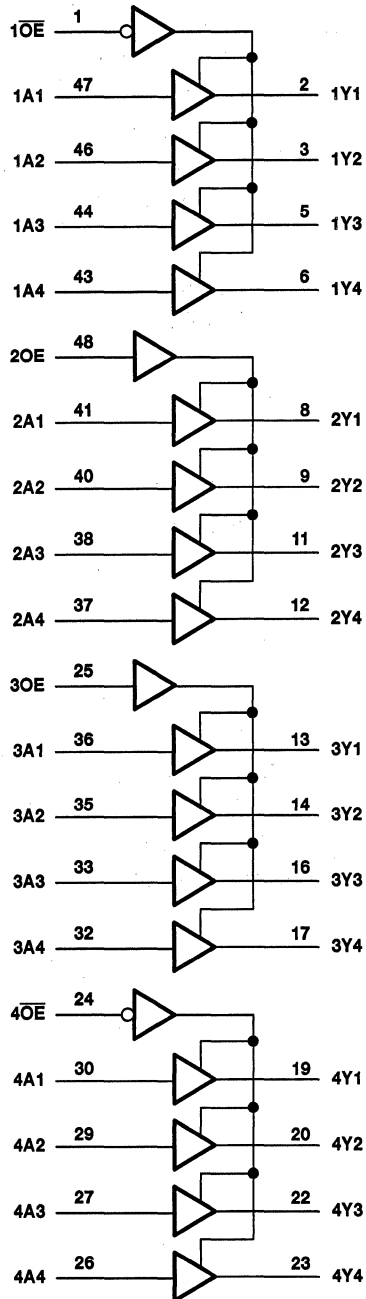 1O̅E̅ 1
1A1 47 2 1Y1
1A2 46 3 1Y2
1A3 44 5 1Y3
1A4 43 6 1Y4
2OE 48
2A1 41 8 2Y1
2A2 40 9 2Y2
2A3 38 11 2Y3
2A4 37 12 2Y4
3OE 25
3A1 36 13 3Y1
3A2 35 14 3Y2
3A3 33 16 3Y3
3A4 32 17 3Y4
4O̅E̅ 24
4A1 30 19 4Y1
4A2 29 20 4Y2
4A3 27 22 4Y3
4A4 26 23 4Y4